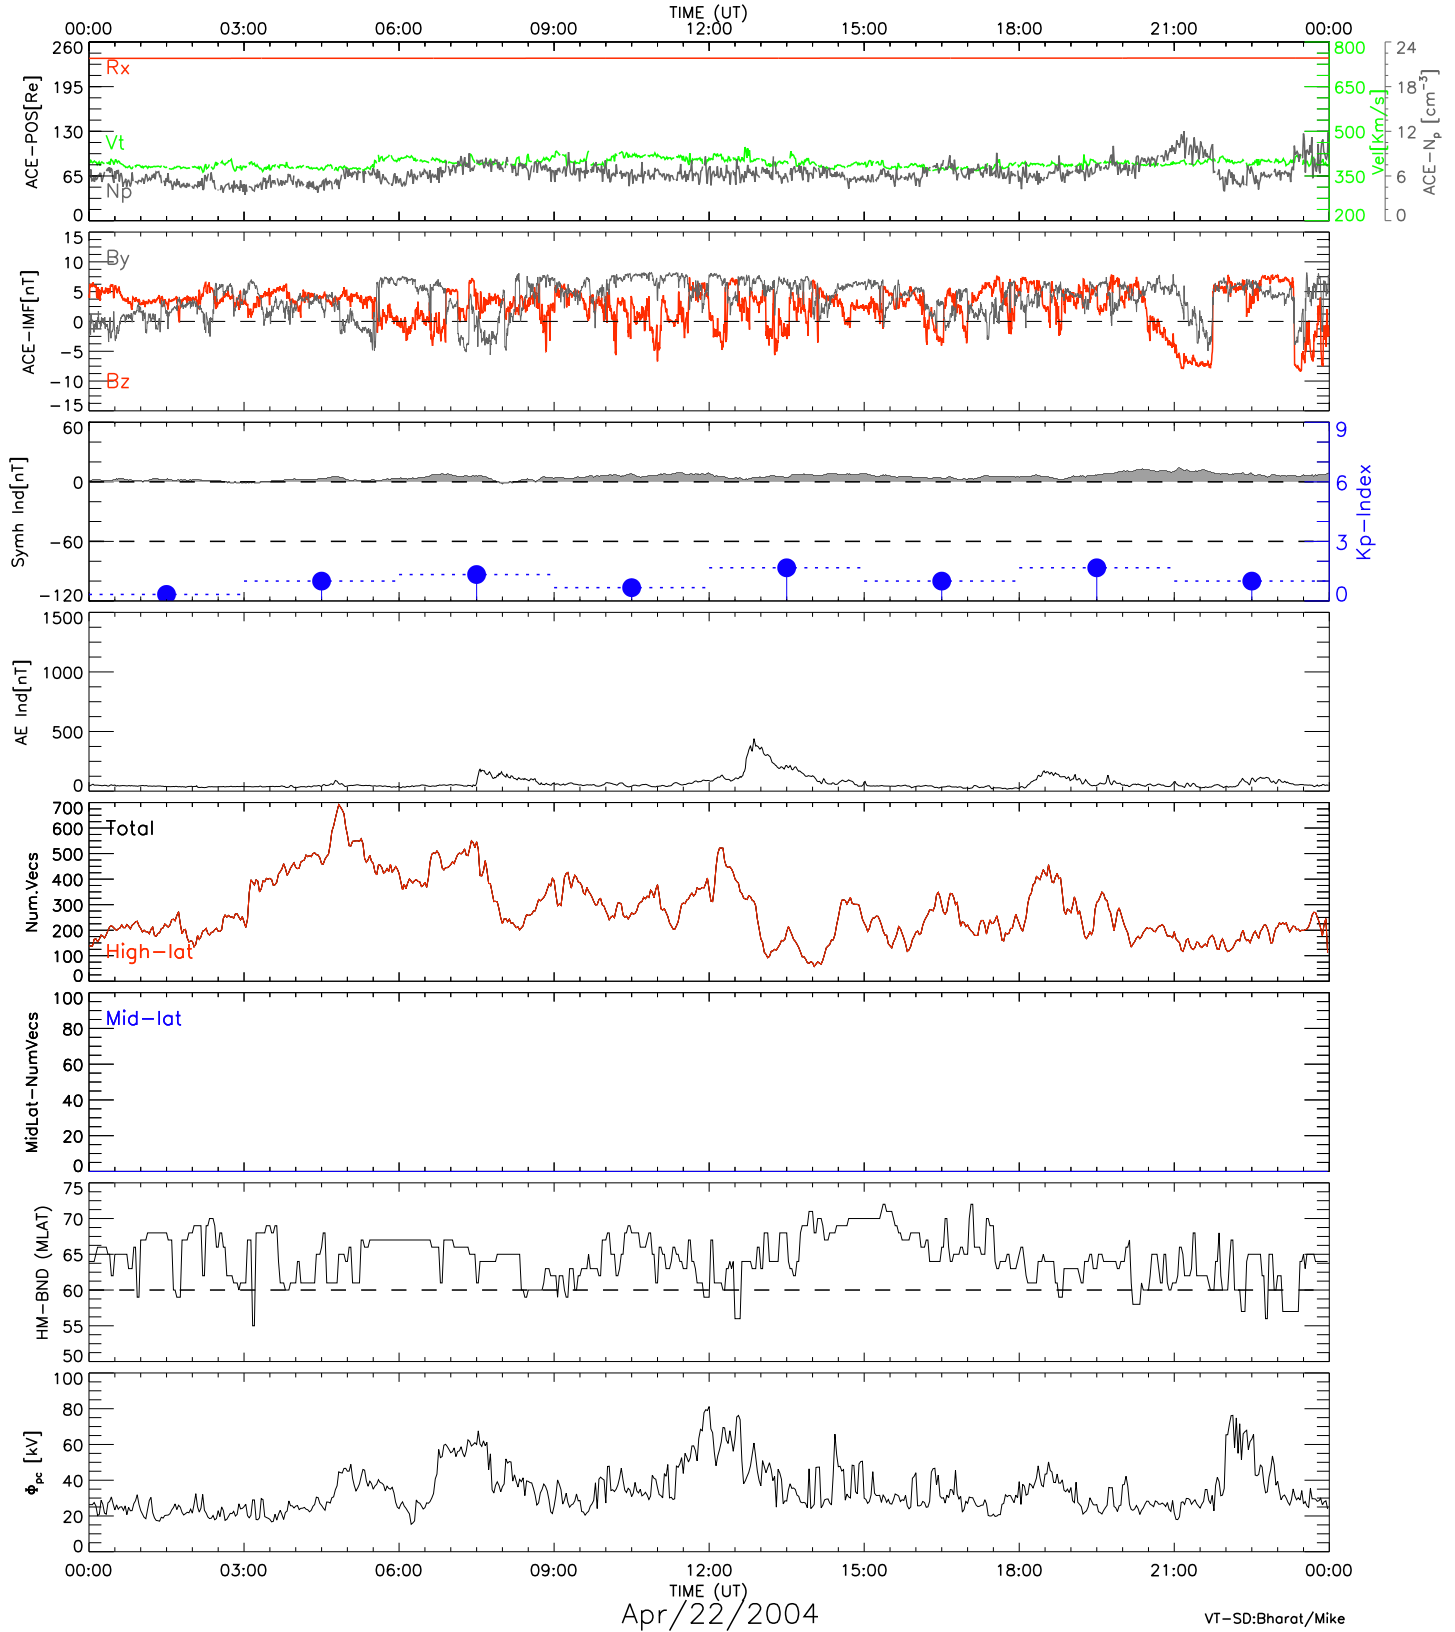 TIME (UT)
00:00 03:00 06:00 09:00 12:00 15:00 18:00 21:00 00:00
260 195 130 65 0
ACE-POS[Re]
Rx
Vt
Np
800 650 500 350 200
Vel[Km/s]
24 18 12 6 0
ACE-Np [cm-3]
15 10 5 0 -5 -10 -15
ACE-IMF[nT]
By
Bz
60 0 -60 -120
Symh Ind[nT]
9 6 3 0
Kp-Index
1500 1000 500 0
AE Ind[nT]
700 600 500 400 300 200 100 0
Num.Vecs
Total
High-lat
100 80 60 40 20 0
MidLat-NumVecs
Mid-lat
75 70 65 60 55 50
HM-BND (MLAT)
100 80 60 40 20 0
Φpc [kV]
00:00 03:00 06:00 09:00 12:00 15:00 18:00 21:00 00:00
TIME (UT)
Apr/22/2004
VT-SD:Bharat/Mike